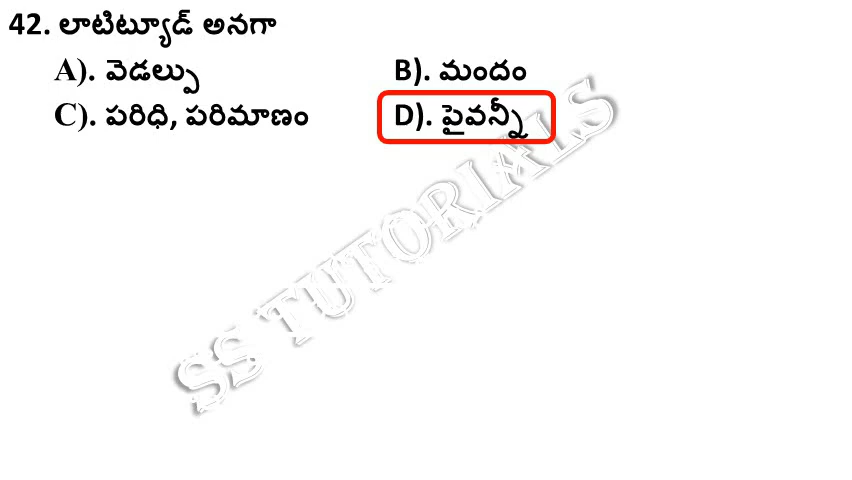 42. లాటిట్యూడ్ అనగా
A). వెడల్పు B). మందం
C). పరిధి, పరిమాణం D). పైవన్నీ
SS TUTORIALS